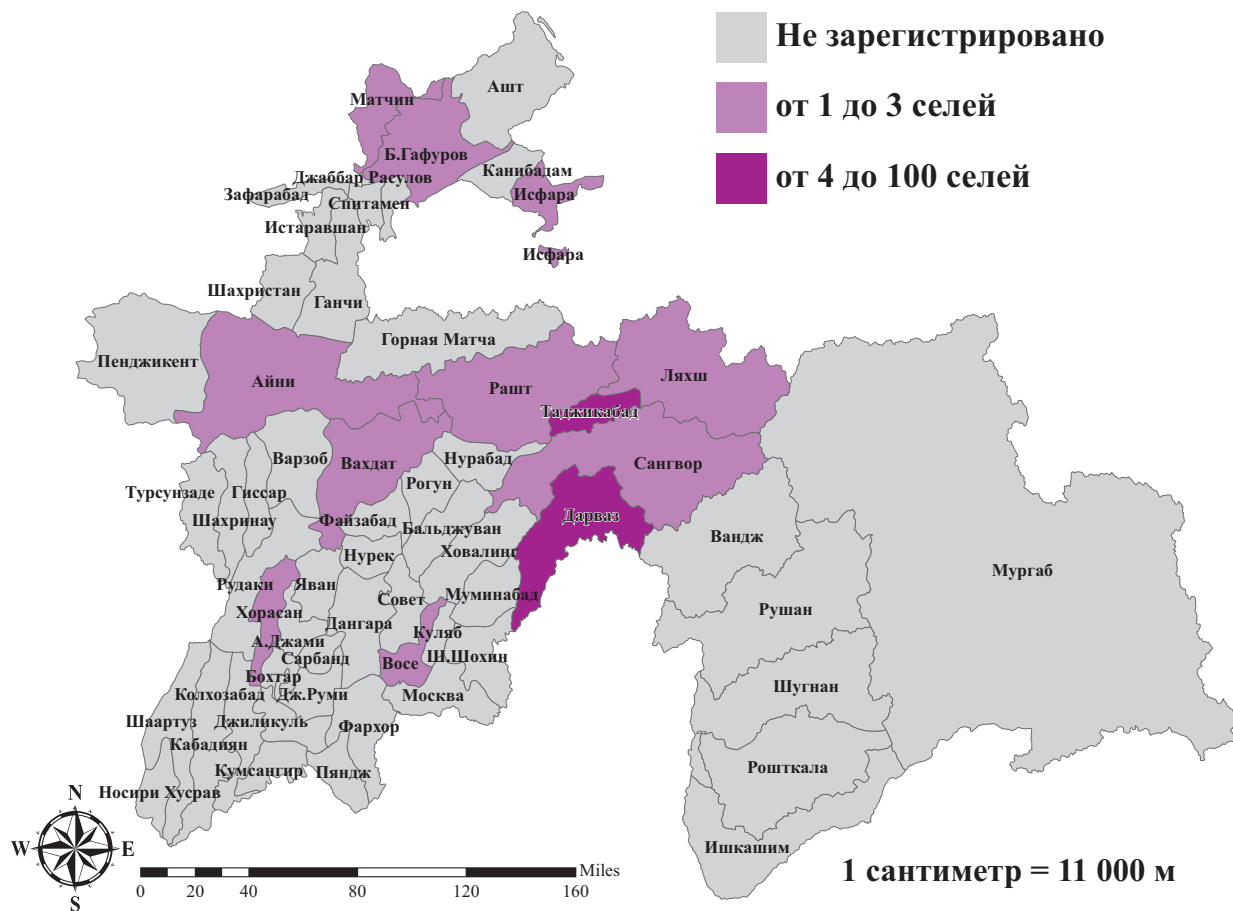 Не зарегистрировано
от 1 до 3 селей
от 4 до 100 селей
Ашт
Матчин
Б.Гафуров
Канибадам
Джаббар Расулов
Исфара
Зафарабад
Спитамен
Истаравшан
Исфара
Шахристан
Ганчи
Горная Матча
Пенджикент
Айни
Рашт
Ляхш
Таджикабад
Варзоб
Вахдат
Нурабад
Сангвор
Турсунзаде
Гиссар
Рогун
Шахринау
Файзабад
Бальджуван
Дарваз
Вандж
Нурек
Ховалинг
Мургаб
Рудаки
Яван
Совет
Муминабад
Рушан
Хорасан
Дангара
Куляб
А.Джами
Сарбанд
Восе
Ш.Шохин
Бохтар
Шугнан
Колхозабад
Дж.Руми
Москва
Шаартуз
Джиликуль
Фархор
Кабадиян
Кумсангир
Пяндж
Рошткала
Носири Хусрав
Ишкашим
N
W
E
S
Miles
0
20
40
80
120
160
1 сантиметр = 11 000 м